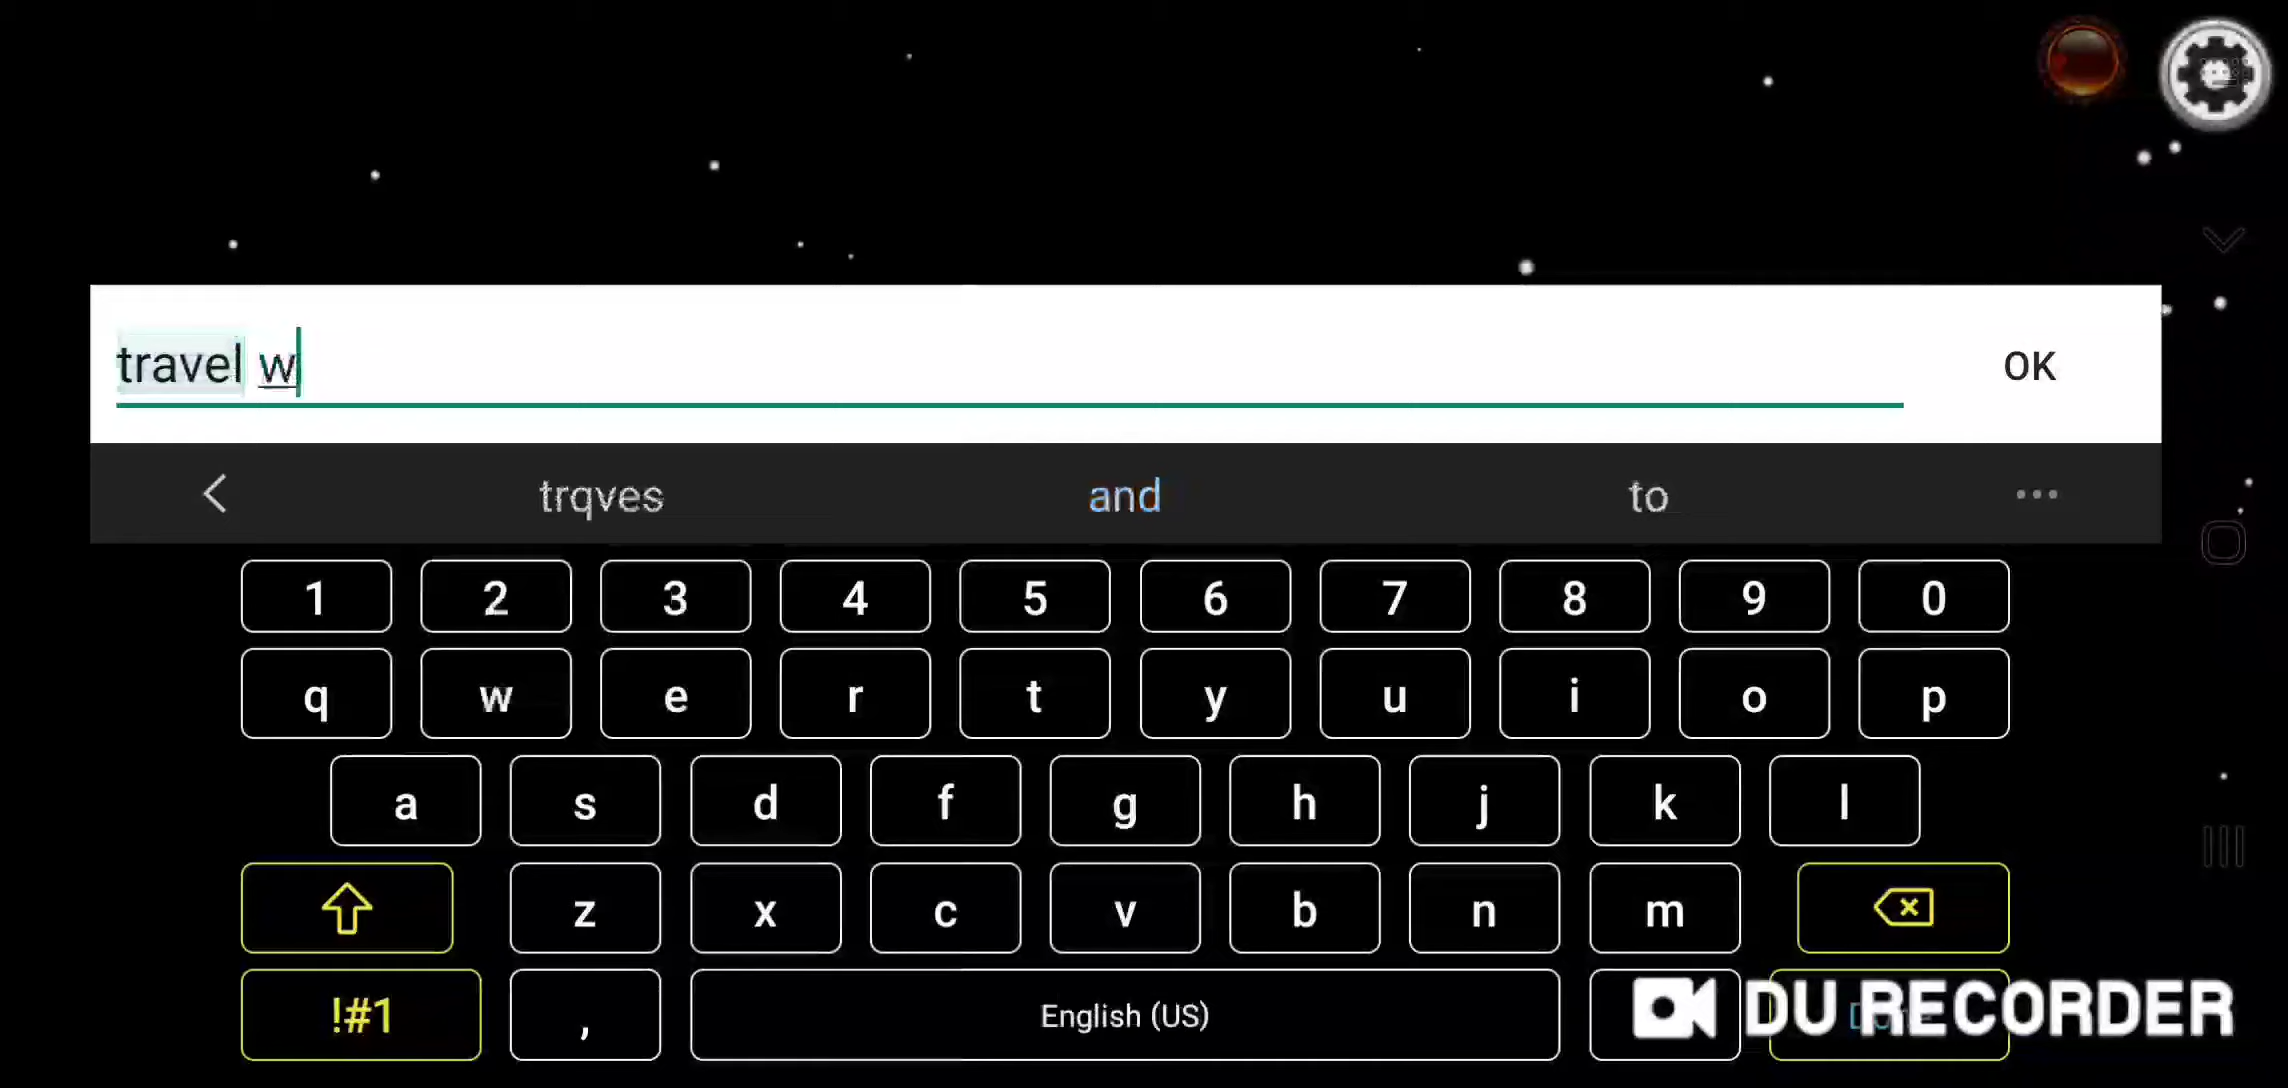 travel w
OK
trqves and to
1 2 3 4 5 6 7 8 9 0
q w e r t y u i o p
a s d f g h j k l
z x c v b n m
!#1 , English (US)
DU RECORDER